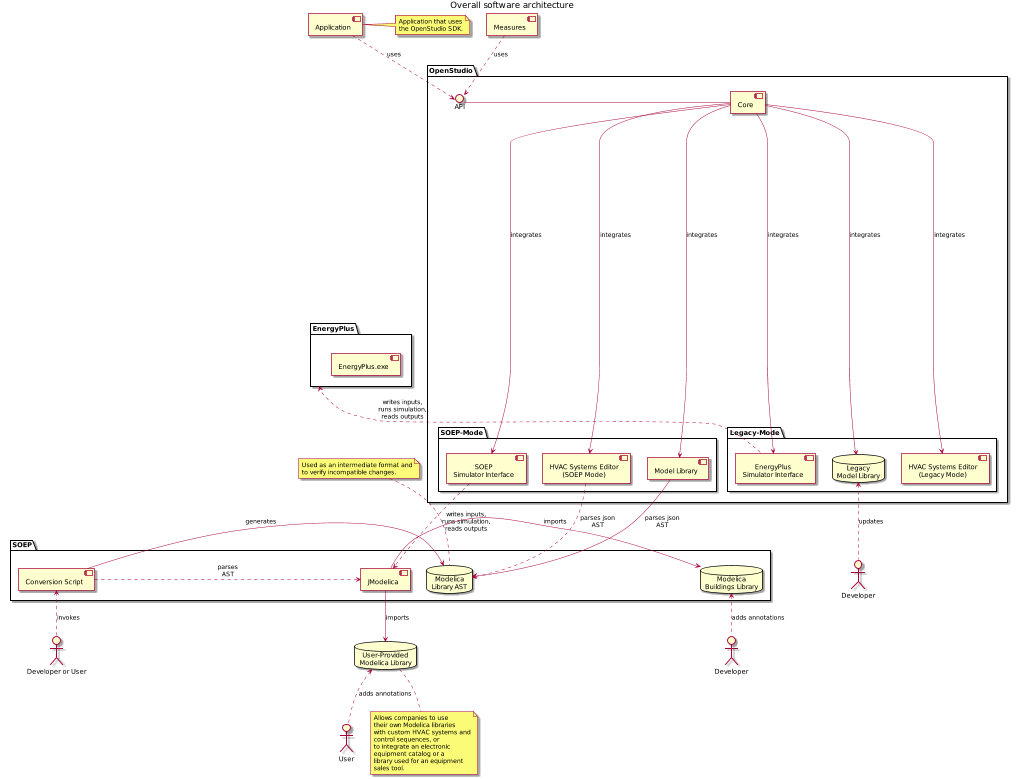 Overall software architecture
Application
Application that uses
the OpenStudio SDK.
Measures
uses
uses
OpenStudio
API
Core
integrates
integrates
integrates
integrates
integrates
integrates
EnergyPlus
EnergyPlus.exe
writes inputs,
runs simulation,
reads outputs
SOEP-Mode
SOEP
Simulator Interface
HVAC Systems Editor
(SOEP Mode)
Model Library
Legacy-Mode
EnergyPlus
Simulator Interface
Legacy
Model Library
HVAC Systems Editor
(Legacy Mode)
Used as an intermediate format and
to verify incompatible changes.
generates
writes inputs,
runs simulation,
reads outputs
imports
parses json
AST
parses json
AST
updates
SOEP
Conversion Script
parses
AST
JModelica
Modelica
Library AST
Modelica
Buildings Library
Developer
invokes
imports
adds annotations
Developer or User
User-Provided
Modelica Library
Developer
adds annotations
User
Allows companies to use
their own Modelica libraries
with custom HVAC systems and
control sequences, or
to integrate an electronic
equipment catalog or a
library used for an equipment
sales tool.